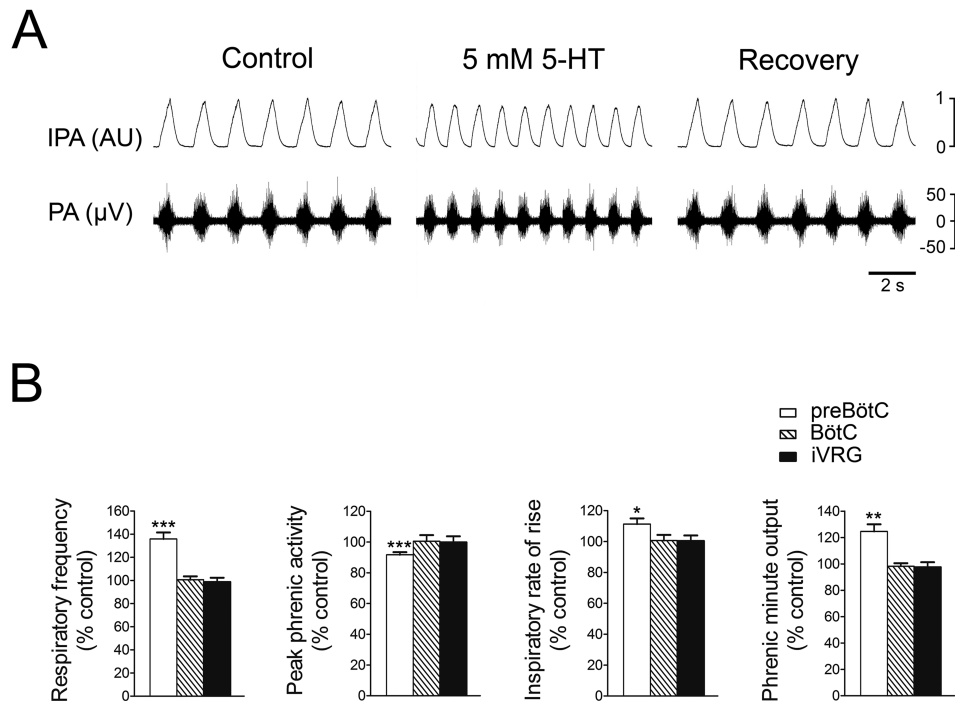 A
Control
5 mM 5-HT
Recovery
IPA (AU)
1
0
PA (µV)
50
0
-50
2 s
B
preBötC
BötC
iVRG
Respiratory frequency
(% control)
160
140
120
100
80
60
40
20
0
***
Peak phrenic activity
(% control)
120
100
80
60
40
20
0
***
Inspiratory rate of rise
(% control)
120
100
80
60
40
20
0
*
Phrenic minute output
(% control)
140
120
100
80
60
40
20
0
**